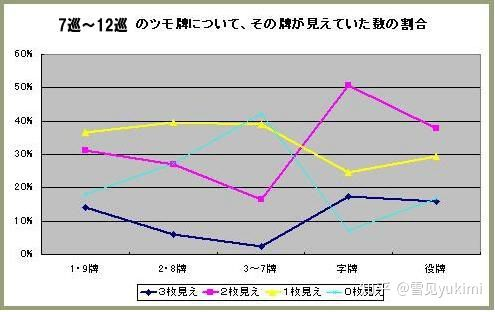 7巡～12巡 のツモ牌について、その牌が見えていた数の割合
60%
50%
40%
30%
20%
10%
0%
1・9牌 2・8牌 3～7牌 字牌 役牌
3枚見え 2枚見え 1枚見え 0枚見え
知乎 @雪见yukimi